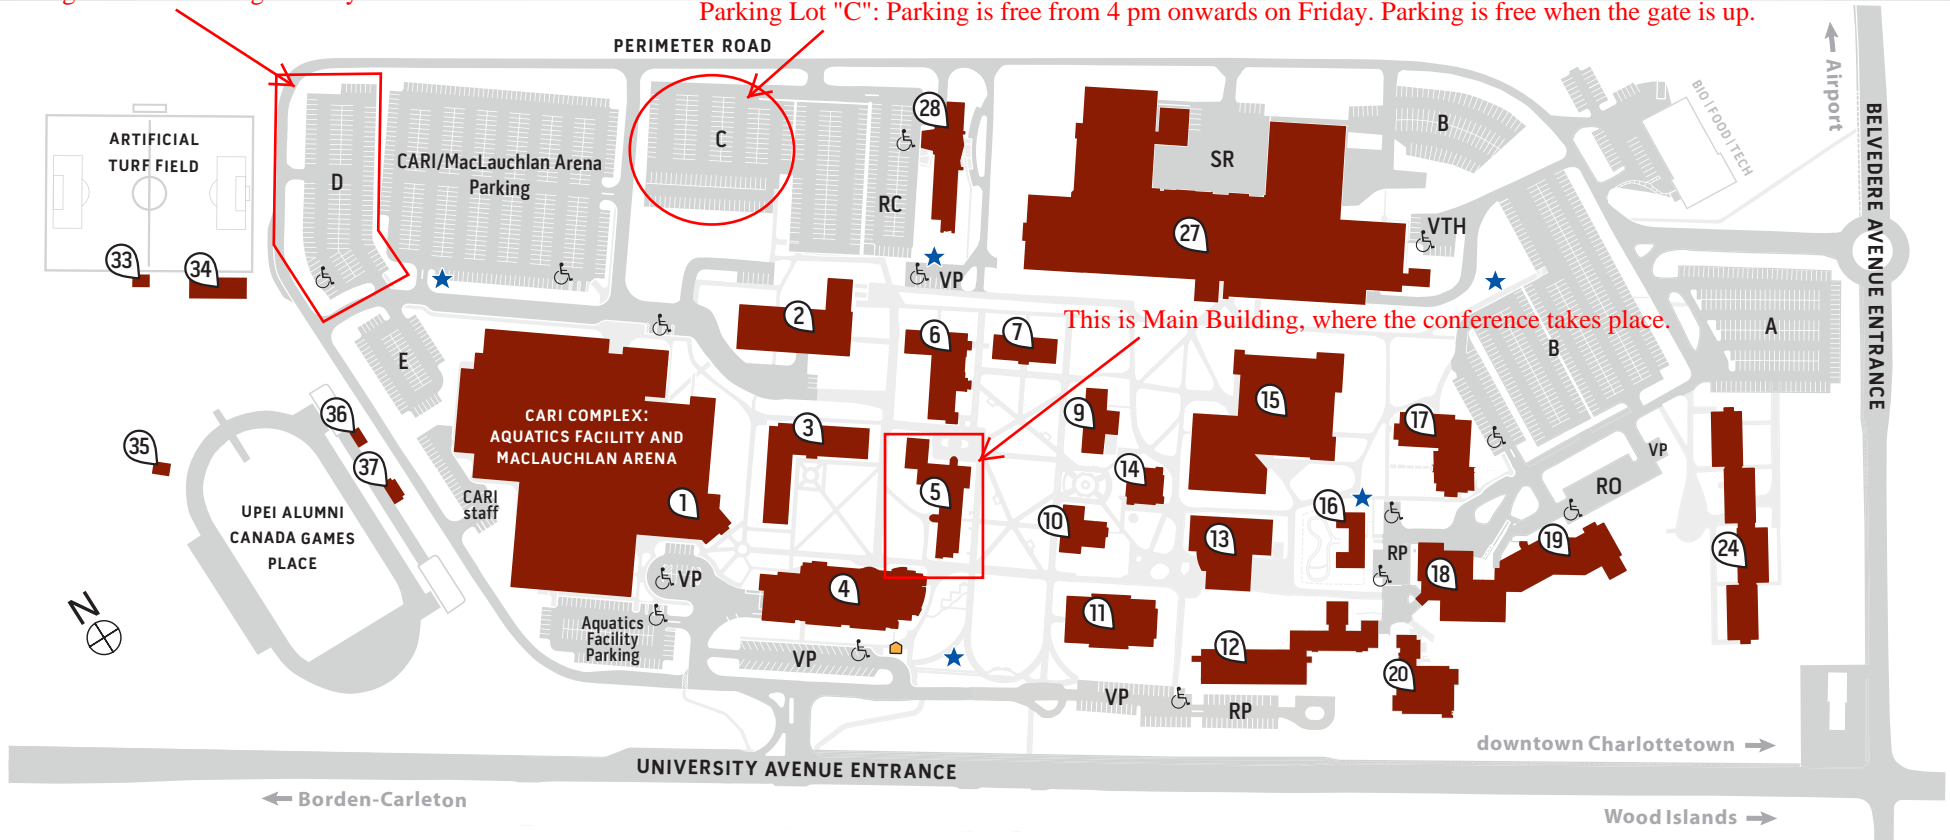 Parking Lot "C": Parking is free from 4 pm onwards on Friday. Parking is free when the gate is up.
PERIMETER ROAD
Airport
BIO | FOOD | TECH
BELVEDERE AVENUE ENTRANCE
ARTIFICIAL
TURF FIELD
D
CARI/MacLauchlan Arena
Parking
C
RC
28
SR
B
27
VTH
33
34
VP
2
6
7
This is Main Building, where the conference takes place.
A
B
E
36
35
37
CARI COMPLEX:
AQUATICS FACILITY AND
MACLAUCHLAN ARENA
1
3
9
15
17
VP
14
5
10
16
RO
CARI
staff
UPEI ALUMNI
CANADA GAMES
PLACE
13
RP
19
24
18
VP
4
11
N
Aquatics
Facility
Parking
VP
12
20
VP
RP
downtown Charlottetown
UNIVERSITY AVENUE ENTRANCE
Borden-Carleton
Wood Islands